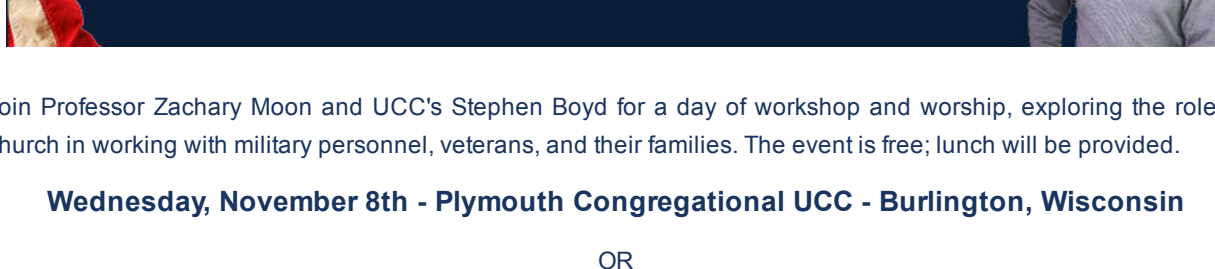 oin Professor Zachary Moon and UCC's Stephen Boyd for a day of workshop and worship, exploring the role
hurch in working with military personnel, veterans, and their families. The event is free; lunch will be provided.
Wednesday, November 8th - Plymouth Congregational UCC - Burlington, Wisconsin
OR